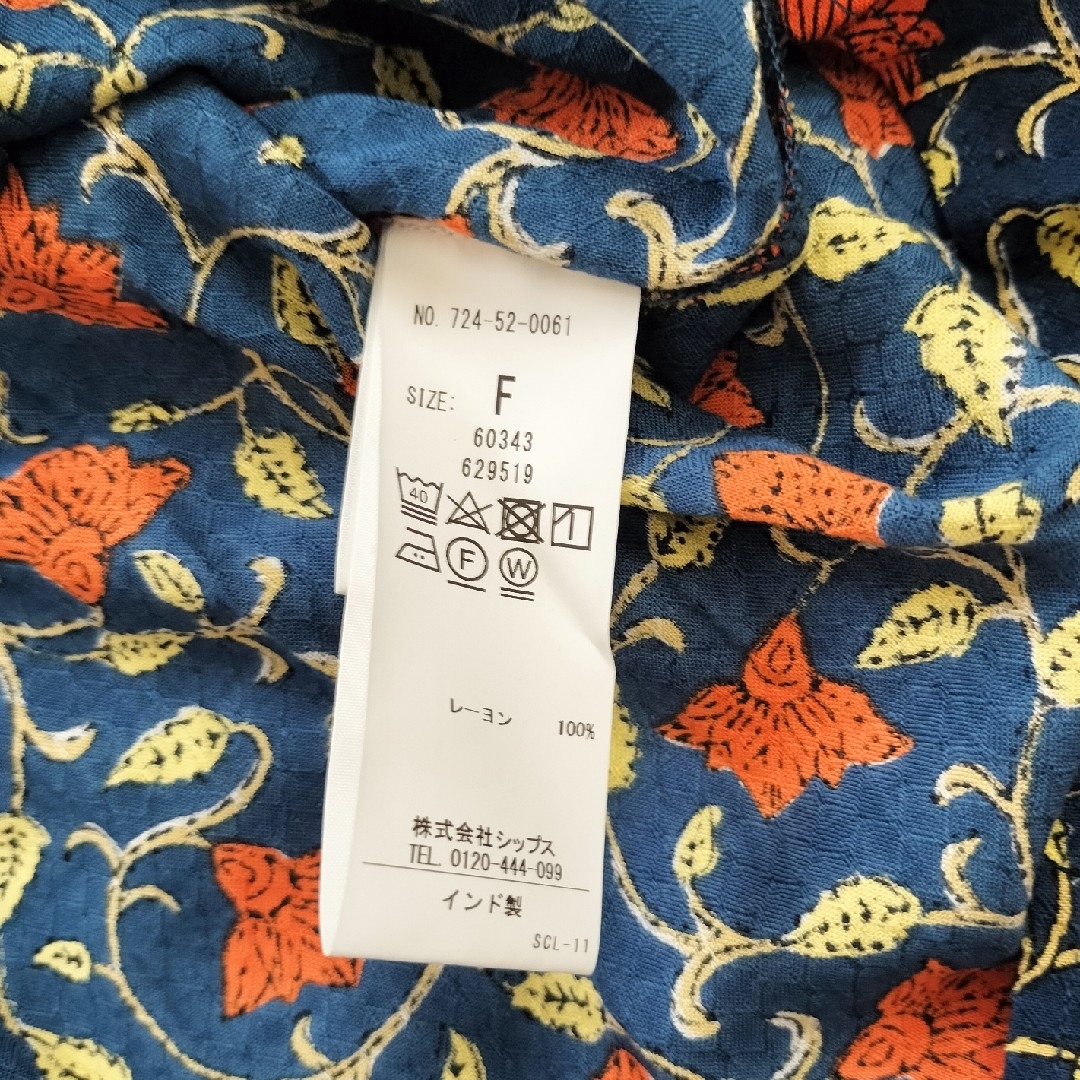 NO. 724-52-0061
SIZE: F
60343
629519
40
F W
レーヨン 100%
株式会社シップス
TEL. 0120-444-099
インド製
SCL-11